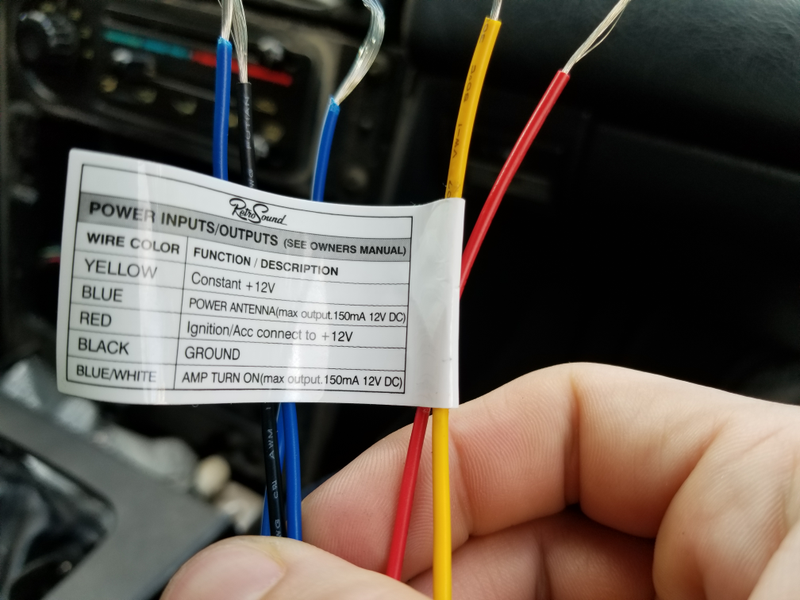 RetroSound
POWER INPUTS/OUTPUTS (SEE OWNERS MANUAL)
WIRE COLOR FUNCTION / DESCRIPTION
YELLOW Constant +12V
BLUE POWER ANTENNA(max output.150mA 12V DC)
RED Ignition/Acc connect to +12V
BLACK GROUND
BLUE/WHITE AMP TURN ON(max output.150mA 12V DC)
AWM